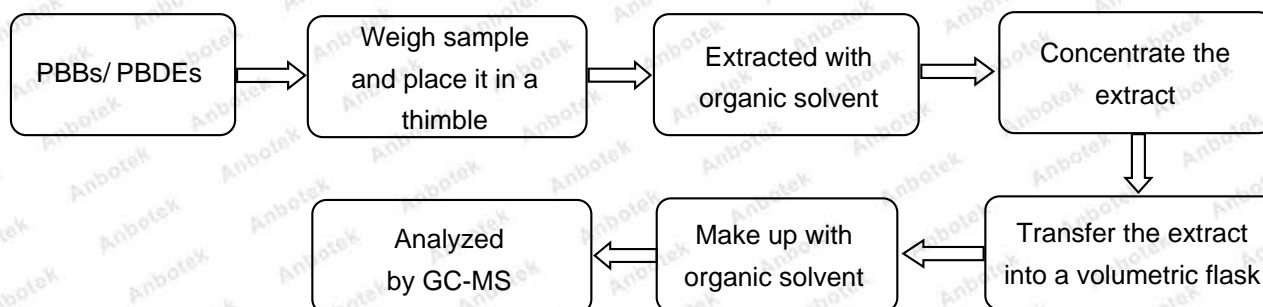 PBBs/ PBDEs
Weigh sample
and place it in a
thimble
Extracted with
organic solvent
Concentrate the
extract
Transfer the extract
into a volumetric flask
Make up with
organic solvent
Analyzed
by GC-MS
Anbotek